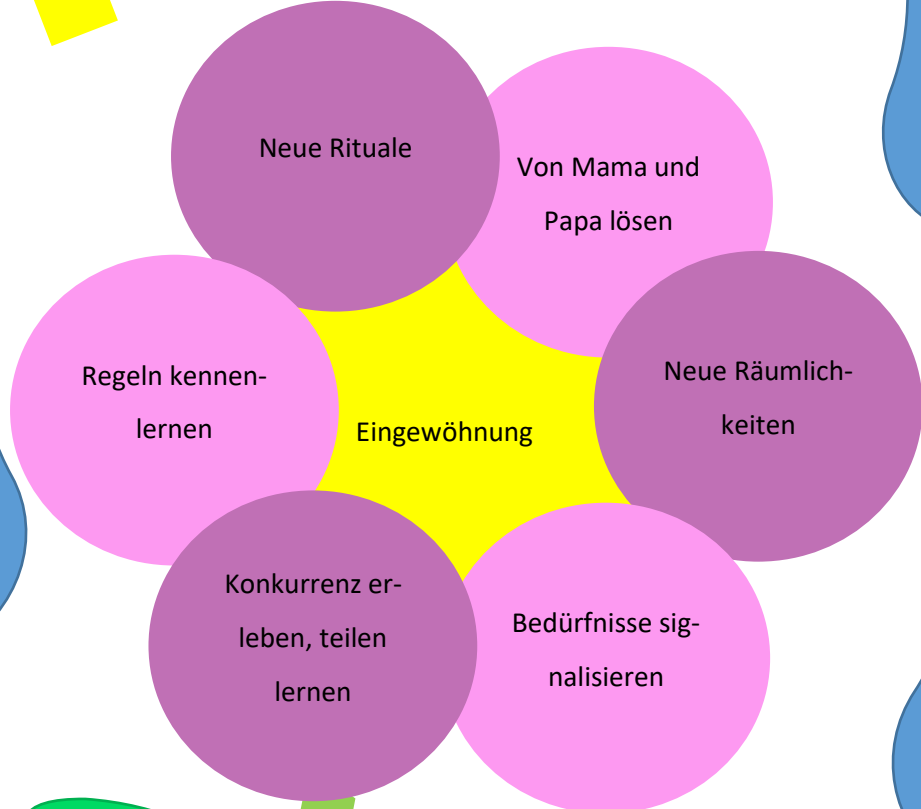 Neue Rituale
Von Mama und
Papa lösen
Neue Räumlich-
keiten
Regeln kennen-
lernen
Eingewöhnung
Konkurrenz er-
leben, teilen
lernen
Bedürfnisse sig-
nalisieren